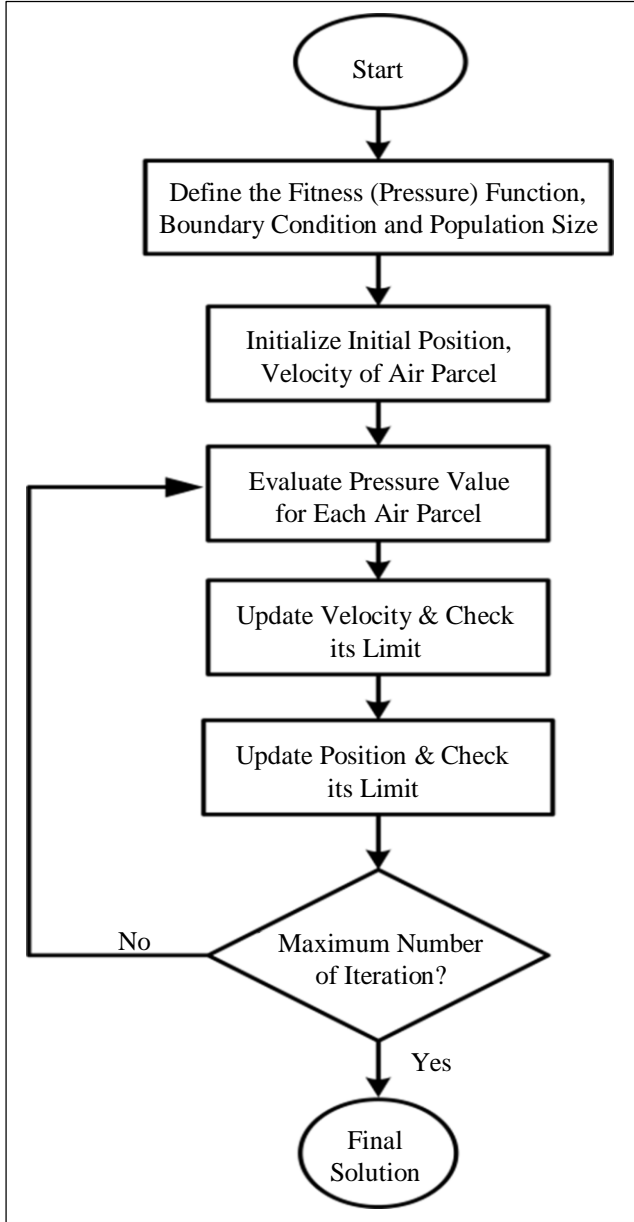 Start
Define the Fitness (Pressure) Function,
Boundary Condition and Population Size
Initialize Initial Position,
Velocity of Air Parcel
Evaluate Pressure Value
for Each Air Parcel
Update Velocity & Check
its Limit
Update Position & Check
its Limit
Maximum Number
of Iteration?
No
Yes
Final
Solution